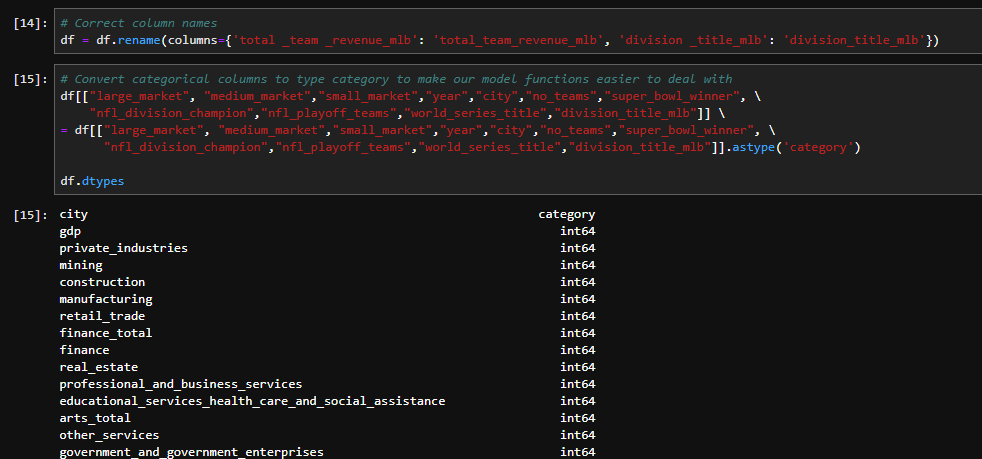 [14]: # Correct column names
df = df.rename(columns={'total _team _revenue_mlb': 'total_team_revenue_mlb', 'division _title_mlb': 'division_title_mlb'})
[15]: # Convert categorical columns to type category to make our model functions easier to deal with
df[["large_market", "medium_market","small_market","year","city","no_teams","super_bowl_winner", \
"nfl_division_champion","nfl_playoff_teams","world_series_title","division_title_mlb"]] \
= df[["large_market", "medium_market","small_market","year","city","no_teams","super_bowl_winner", \
"nfl_division_champion","nfl_playoff_teams","world_series_title","division_title_mlb"]].astype('category')
df.dtypes
[15]: city category
gdp int64
private_industries int64
mining int64
construction int64
manufacturing int64
retail_trade int64
finance_total int64
finance int64
real_estate int64
professional_and_business_services int64
educational_services_health_care_and_social_assistance int64
arts_total int64
other_services int64
government_and_government_enterprises int64